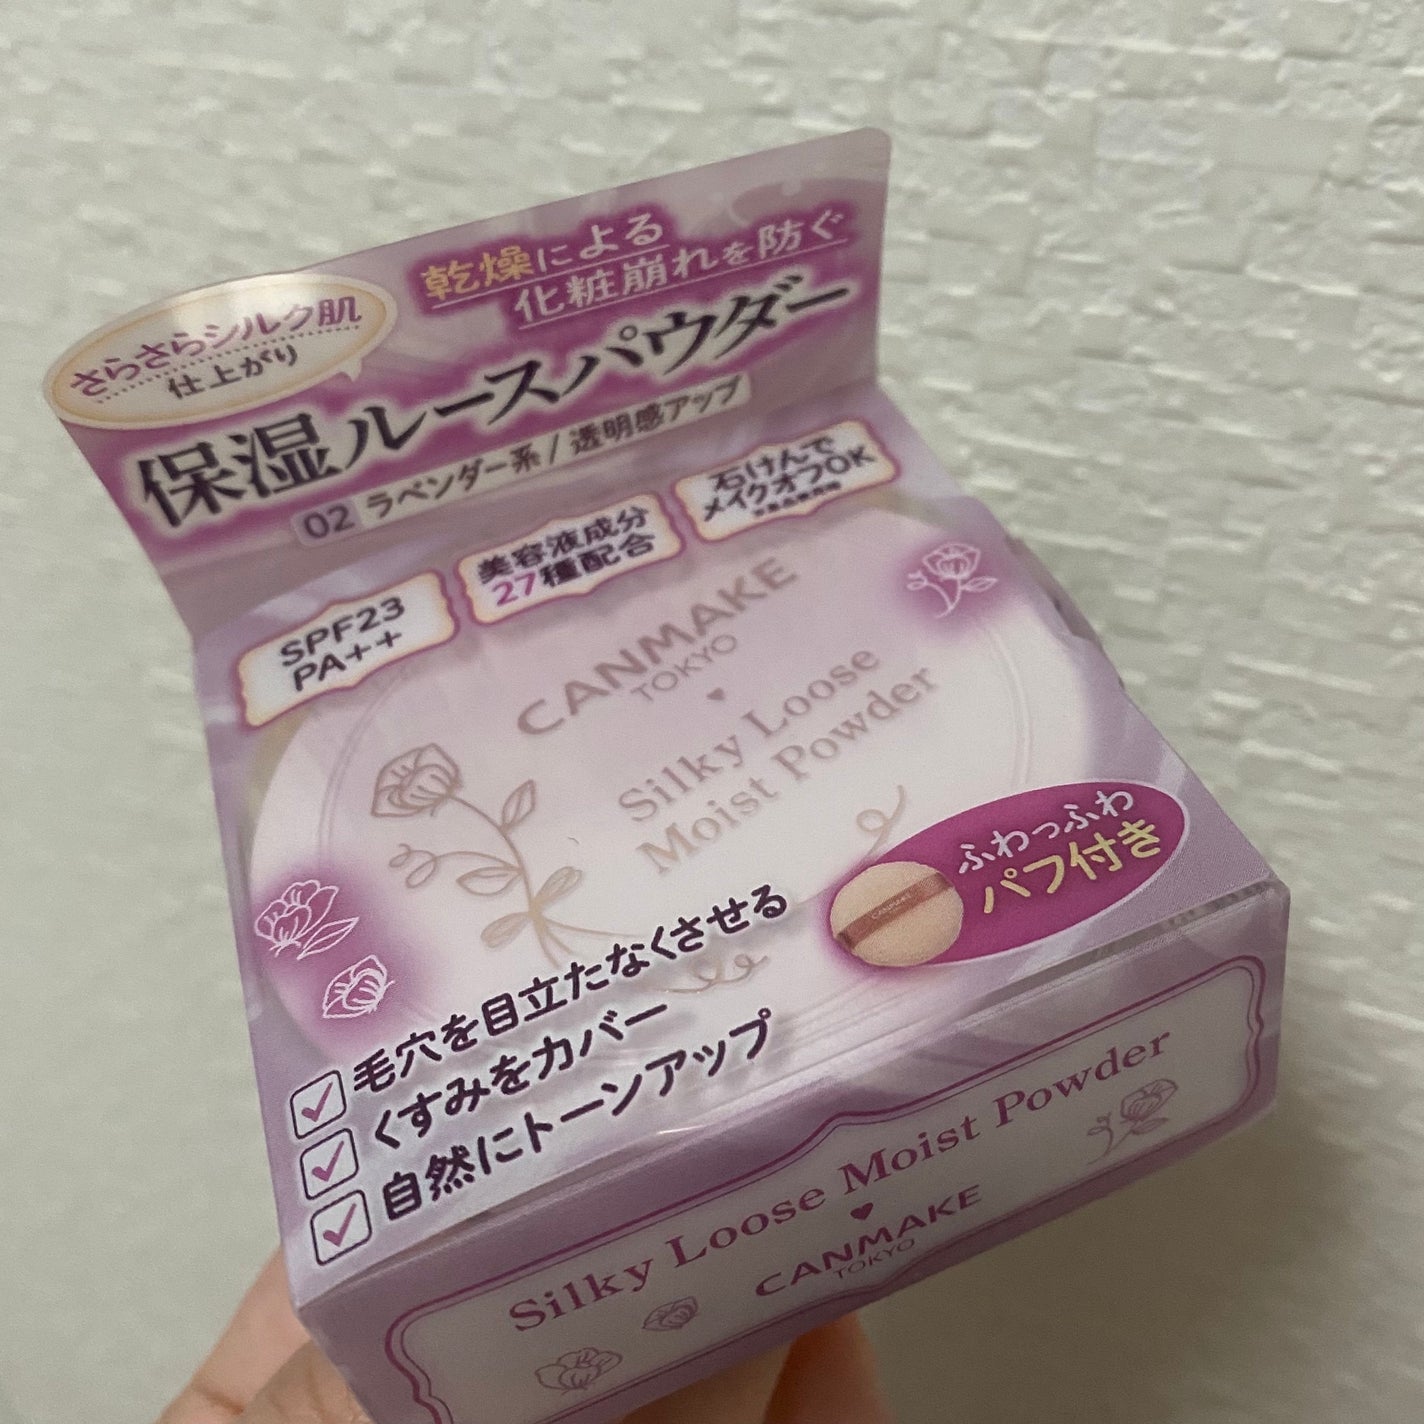 さらさらシルク肌
仕上がり
乾燥による
化粧崩れを防ぐ
保湿ルースパウダー
02 ラベンダー系/透明感アップ
SPF23
PA++
美容液成分
27種配合
石けんで
メイクオフOK
CANMAKE
TOKYO
Silky Loose
Moist Powder
ふわっふわ
パフ付き
CANMAKE
毛穴を目立たなくさせる
くすみをカバー
自然にトーンアップ
Silky Loose Moist Powder
CANMAKE
TOKYO